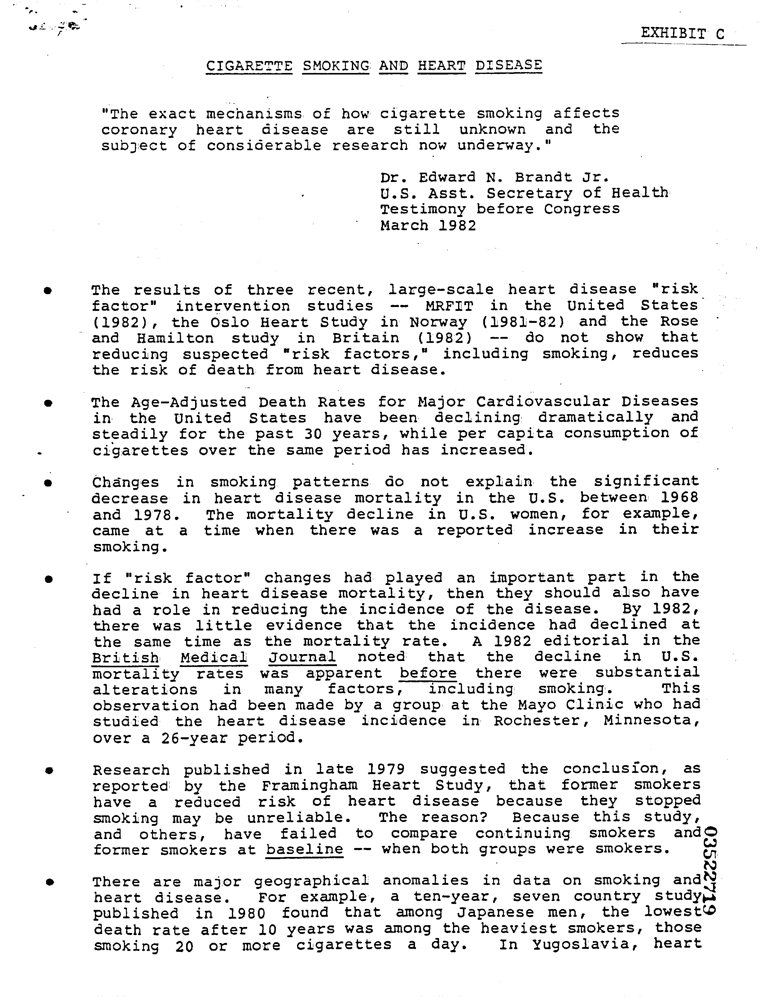 EXHIBIT C
CIGARETTE SMOKING AND HEART DISEASE
"The exact mechanisms of how cigarette smoking affects
coronary heart disease are still unknown and the
subject of considerable research now underway."
Dr. Edward N. Brandt Jr.
U.S. Asst. Secretary of Health
Testimony before Congress
March 1982
• The results of three recent, large-scale heart disease "risk
factor" intervention studies -- MRFIT in the United States
(1982), the Oslo Heart Study in Norway (1981-82) and the Rose
and Hamilton study in Britain (1982) -- do not show that
reducing suspected "risk factors," including smoking, reduces
the risk of death from heart disease.
• The Age-Adjusted Death Rates for Major Cardiovascular Diseases
in the United States have been declining dramatically and
steadily for the past 30 years, while per capita consumption of
cigarettes over the same period has increased.
• Changes in smoking patterns do not explain the significant
decrease in heart disease mortality in the U.S. between 1968
and 1978. The mortality decline in U.S. women, for example,
came at a time when there was a reported increase in their
smoking.
• If "risk factor" changes had played an important part in the
decline in heart disease mortality, then they should also have
had a role in reducing the incidence of the disease. By 1982,
there was little evidence that the incidence had declined at
the same time as the mortality rate. A 1982 editorial in the
British Medical Journal noted that the decline in U.S.
mortality rates was apparent before there were substantial
alterations in many factors, including smoking. This
observation had been made by a group at the Mayo Clinic who had
studied the heart disease incidence in Rochester, Minnesota,
over a 26-year period.
• Research published in late 1979 suggested the conclusion, as
reported by the Framingham Heart Study, that former smokers
have a reduced risk of heart disease because they stopped
smoking may be unreliable. The reason? Because this study,
and others, have failed to compare continuing smokers and
former smokers at baseline -- when both groups were smokers.
• There are major geographical anomalies in data on smoking and
heart disease. For example, a ten-year, seven country study
published in 1980 found that among Japanese men, the lowest
death rate after 10 years was among the heaviest smokers, those
smoking 20 or more cigarettes a day. In Yugoslavia, heart
03522719